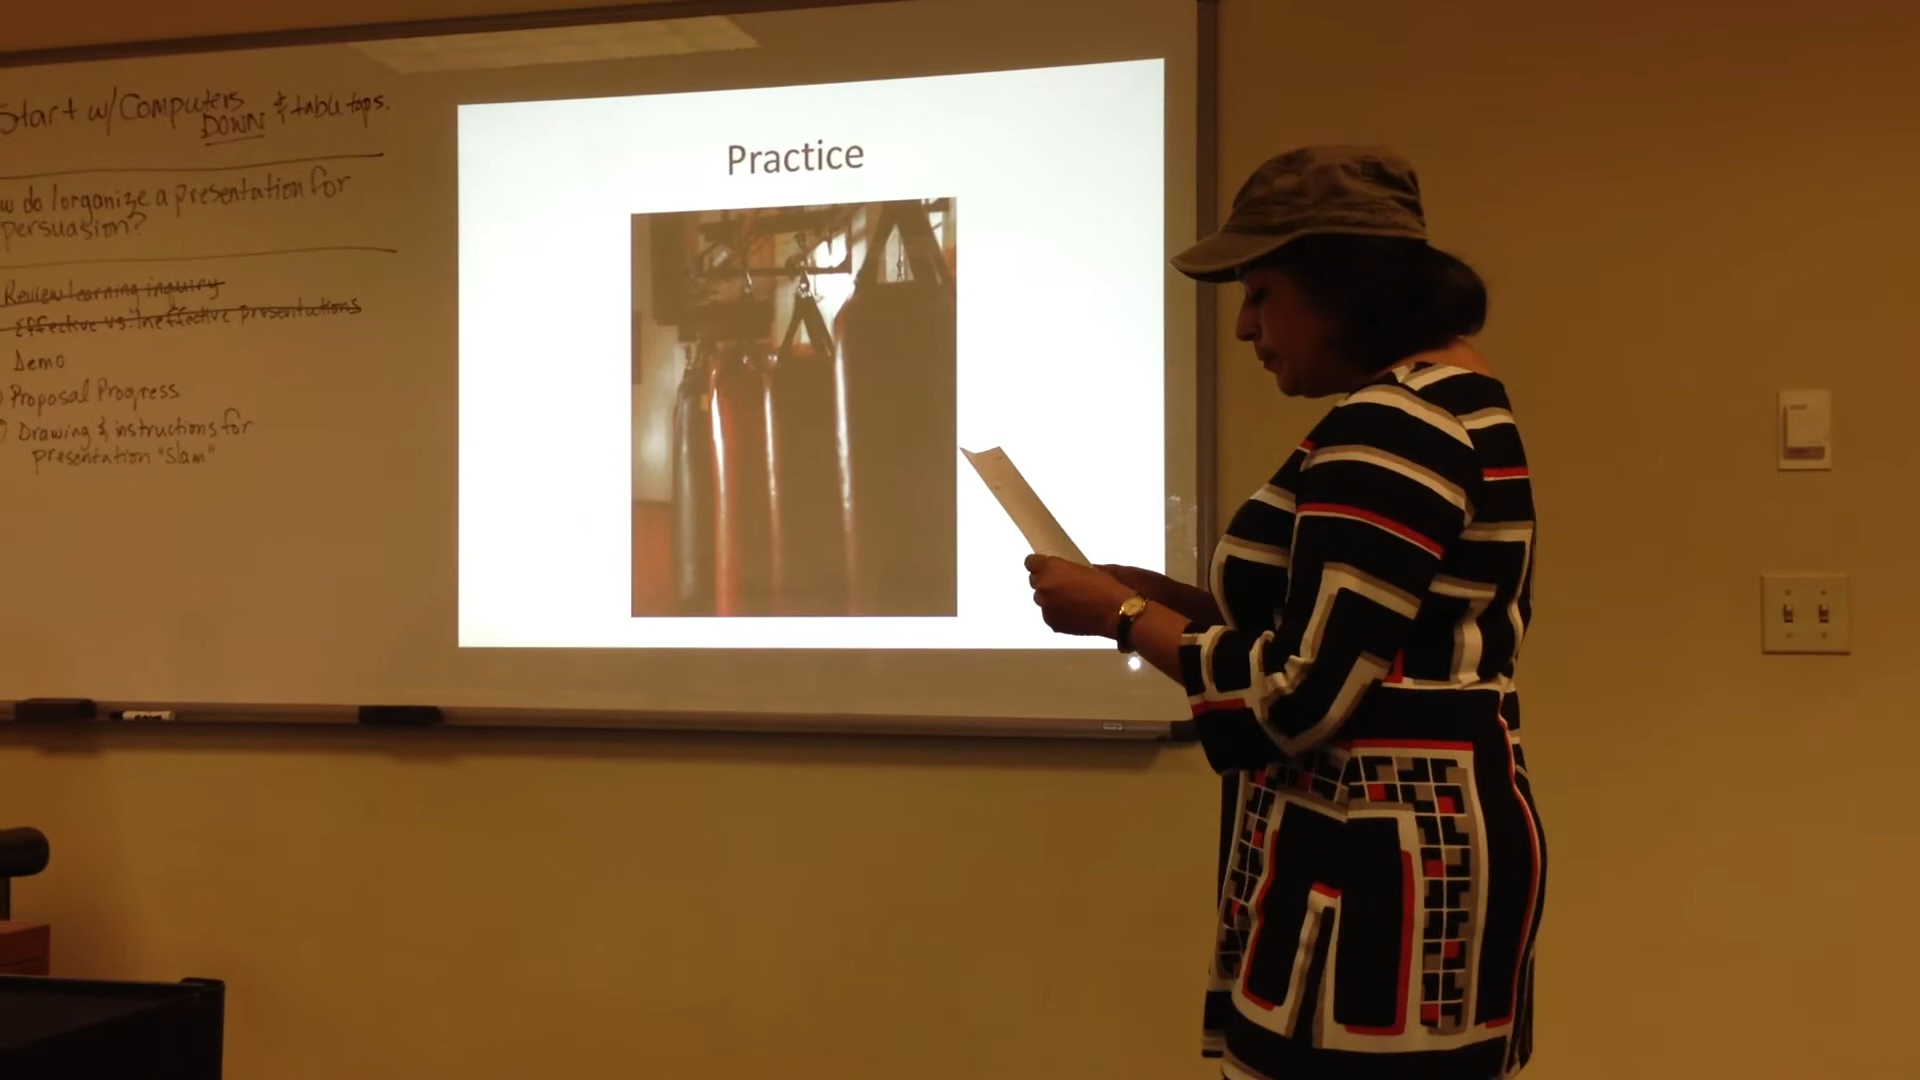 Start w/ Computers
DOWN & table tops.
w do I organize a presentation for
persuasion?
Review learning inquiry
Effective vs. Ineffective presentations
Demo
Proposal Progress
Drawing & instructions for
presentation "Slam"
Practice